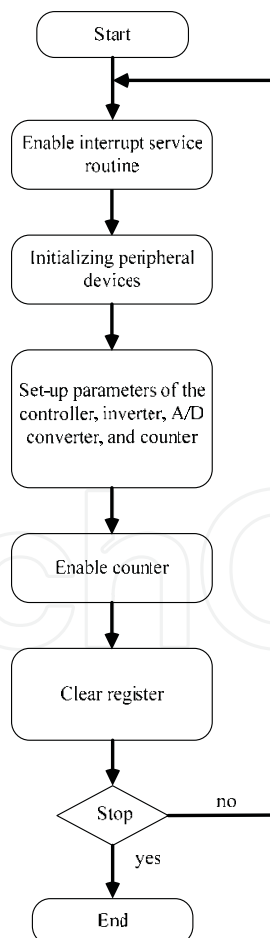 Start
Enable interrupt service
routine
Initializing peripheral
devices
Set-up parameters of the
controller, inverter, A/D
converter, and counter
Enable counter
Clear register
Stop
no
yes
End